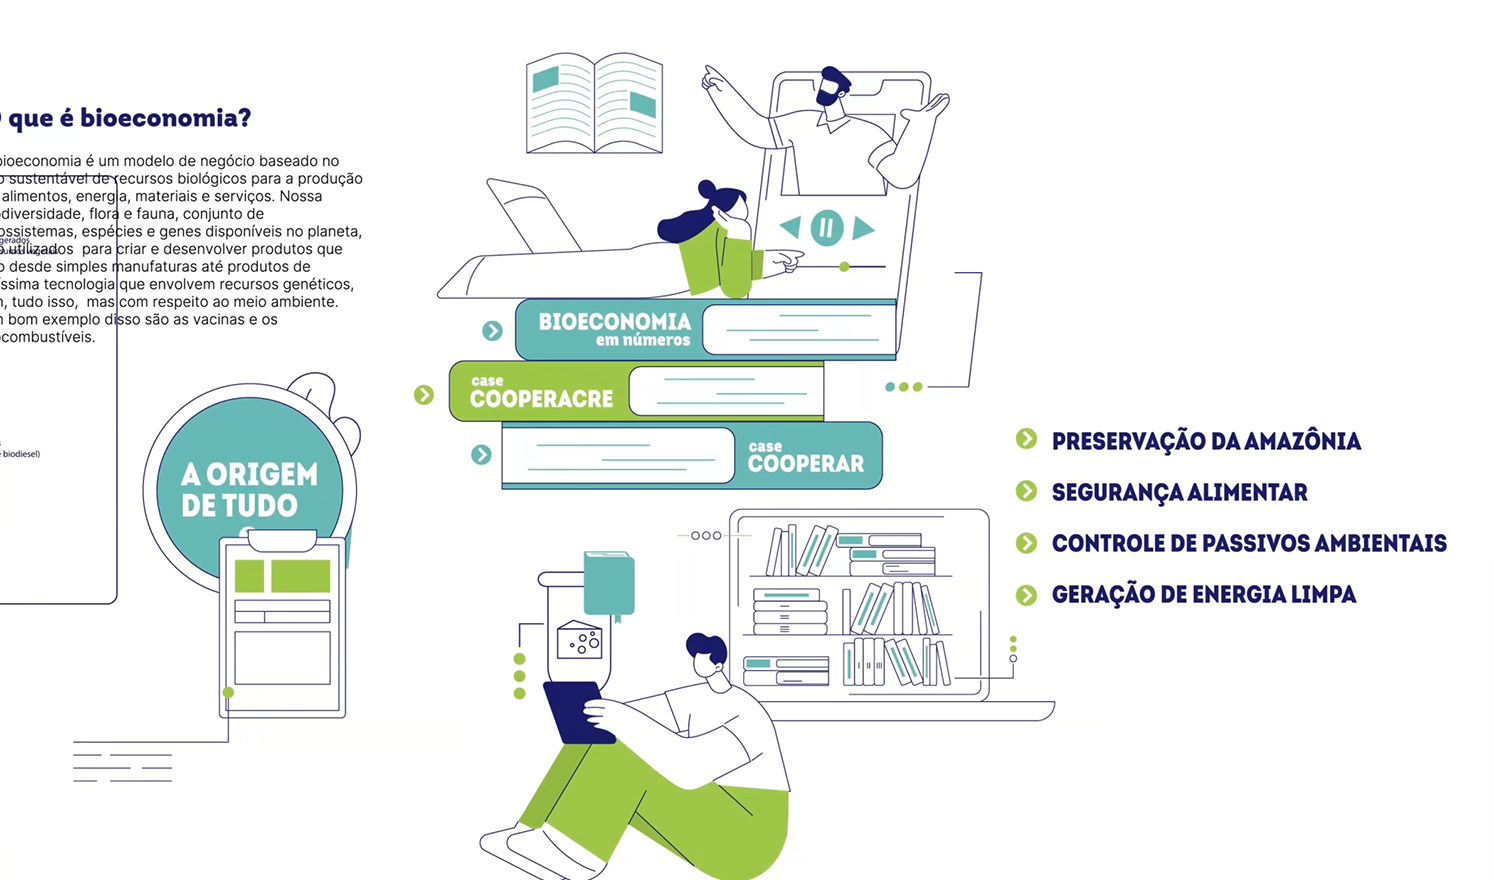 que é bioeconomia?
bioeconomia é um modelo de negócio baseado no
sustentável de recursos biológicos para a produção
alimentos, energia, materiais e serviços. Nossa
diversidade, flora e fauna, conjunto de
ossistemas, espécies e genes disponíveis no planeta,
utilizados para criar e desenvolver produtos que
desde simples manufaturas até produtos de
íssima tecnologia que envolvem recursos genéticos,
tudo isso, mas com respeito ao meio ambiente.
bom exemplo disso são as vacinas e os
ocombustíveis.
gerados
biodiesel)
A ORIGEM
DE TUDO
BIOECONOMIA
em números
case
COOPERACRE
case
COOPERAR
PRESERVAÇÃO DA AMAZÔNIA
SEGURANÇA ALIMENTAR
CONTROLE DE PASSIVOS AMBIENTAIS
GERAÇÃO DE ENERGIA LIMPA